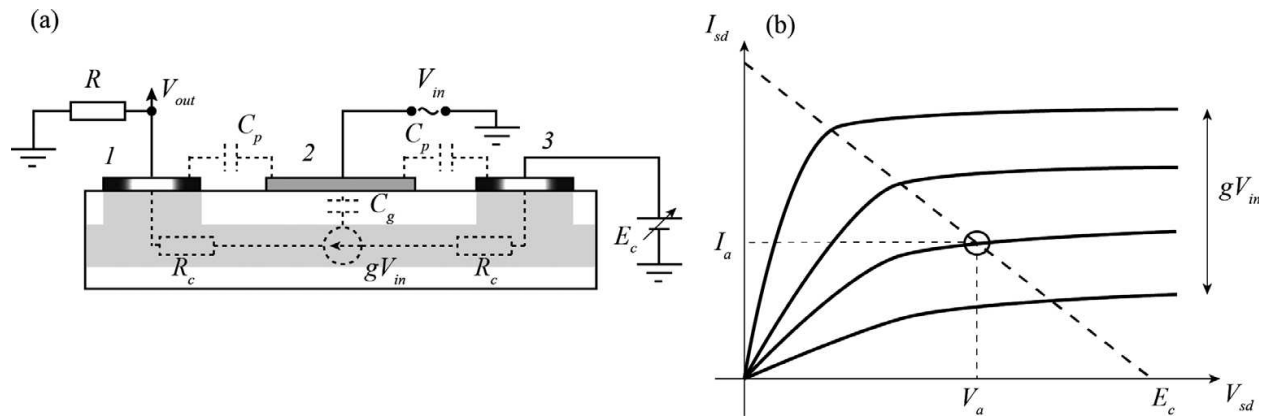 (a)
R
V_out
V_in
C_p
1
2
C_p
3
C_g
E_c
R_c
gV_in
R_c
(b)
I_sd
gV_in
I_a
V_a
E_c
V_sd